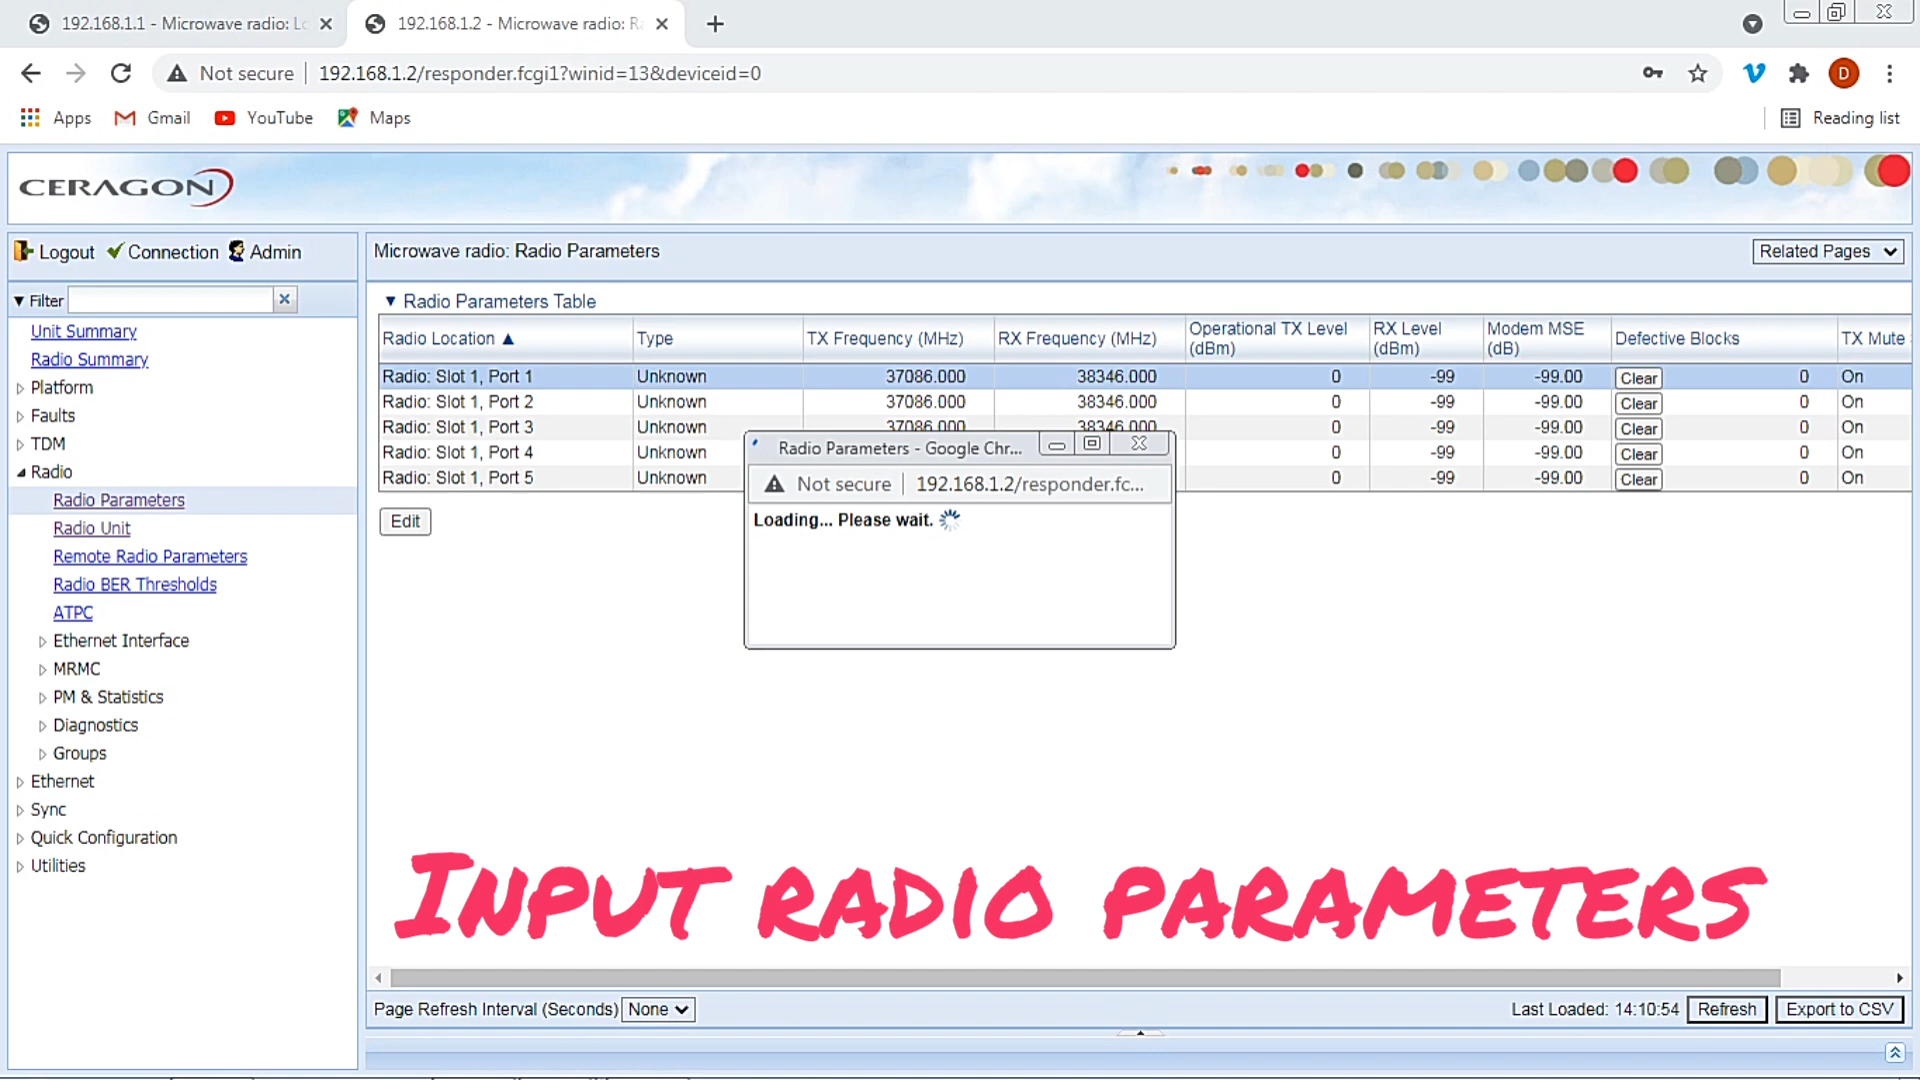 192.168.1.1 - Microwave radio: Lo
192.168.1.2 - Microwave radio: Ra
Not secure 192.168.1.2/responder.fcgi1?winid=13&deviceid=0
D
Apps Gmail YouTube Maps Reading list
CERAGON
Logout Connection Admin
Filter
Unit Summary
Radio Summary
Platform
Faults
TDM
Radio
Radio Parameters
Radio Unit
Remote Radio Parameters
Radio BER Thresholds
ATPC
Ethernet Interface
MRMC
PM & Statistics
Diagnostics
Groups
Ethernet
Sync
Quick Configuration
Utilities
Microwave radio: Radio Parameters Related Pages
Radio Parameters Table
Radio Location ▲ Type TX Frequency (MHz) RX Frequency (MHz) Operational TX Level (dBm) RX Level (dBm) Modem MSE (dB) Defective Blocks TX Mute
Radio: Slot 1, Port 1 Unknown 37086.000 38346.000 0 -99 -99.00 Clear 0 On
Radio: Slot 1, Port 2 Unknown 37086.000 38346.000 0 -99 -99.00 Clear 0 On
Radio: Slot 1, Port 3 Unknown 37086.000 38346.000 0 -99 -99.00 Clear 0 On
Radio: Slot 1, Port 4 Unknown 0 -99 -99.00 Clear 0 On
Radio: Slot 1, Port 5 Unknown 0 -99 -99.00 Clear 0 On
Edit
Radio Parameters - Google Chr...
Not secure 192.168.1.2/responder.fc...
Loading... Please wait.
INPUT RADIO PARAMETERS
Page Refresh Interval (Seconds) None Last Loaded: 14:10:54 Refresh Export to CSV